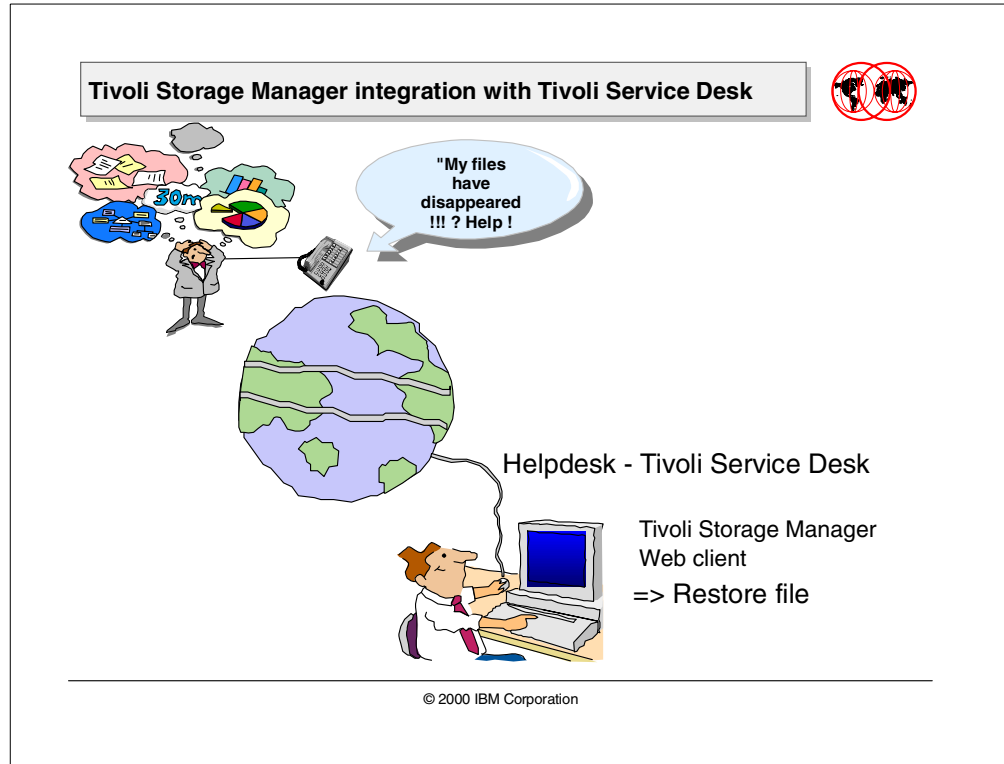 Tivoli Storage Manager integration with Tivoli Service Desk
"My files
have
disappeared
!!! ? Help !
30m
Helpdesk - Tivoli Service Desk
Tivoli Storage Manager
Web client
=> Restore file
© 2000 IBM Corporation